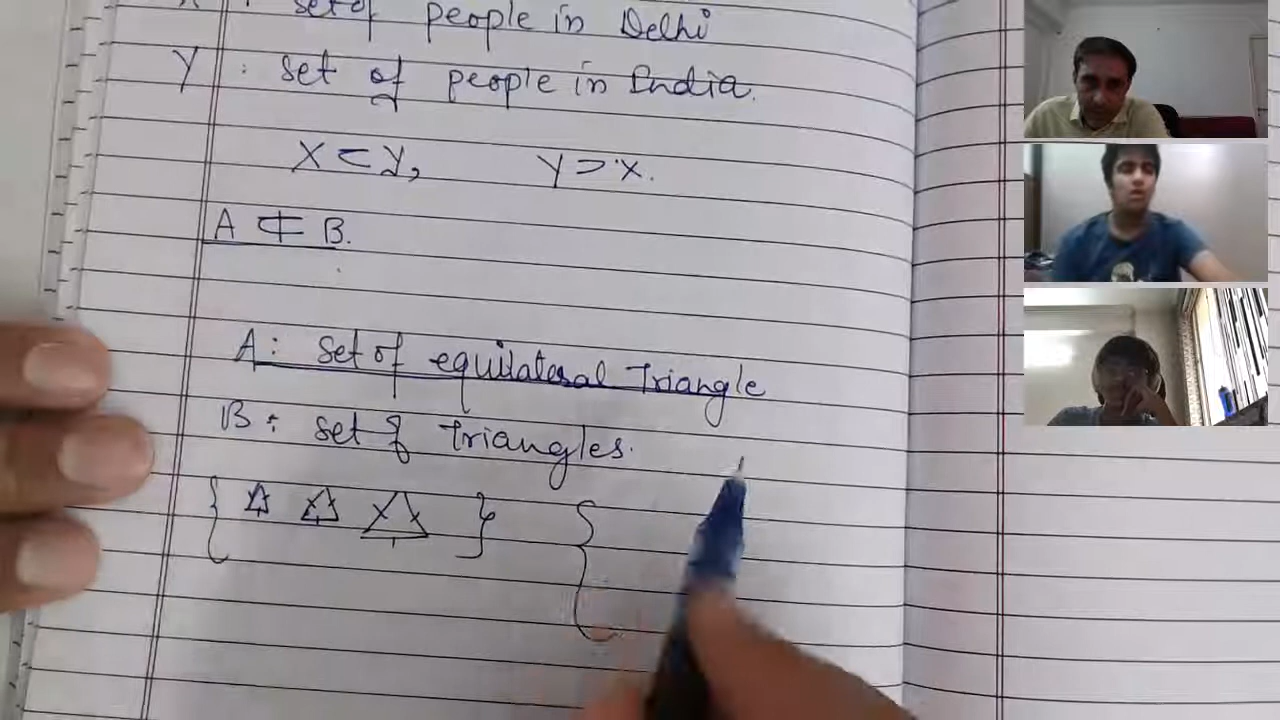 X : set of people in Delhi
Y : set of people in India.
X ⊂ Y, Y ⊃ X.
A ⊄ B.
A : set of equilateral Triangle
B : set of Triangles.
{ } {